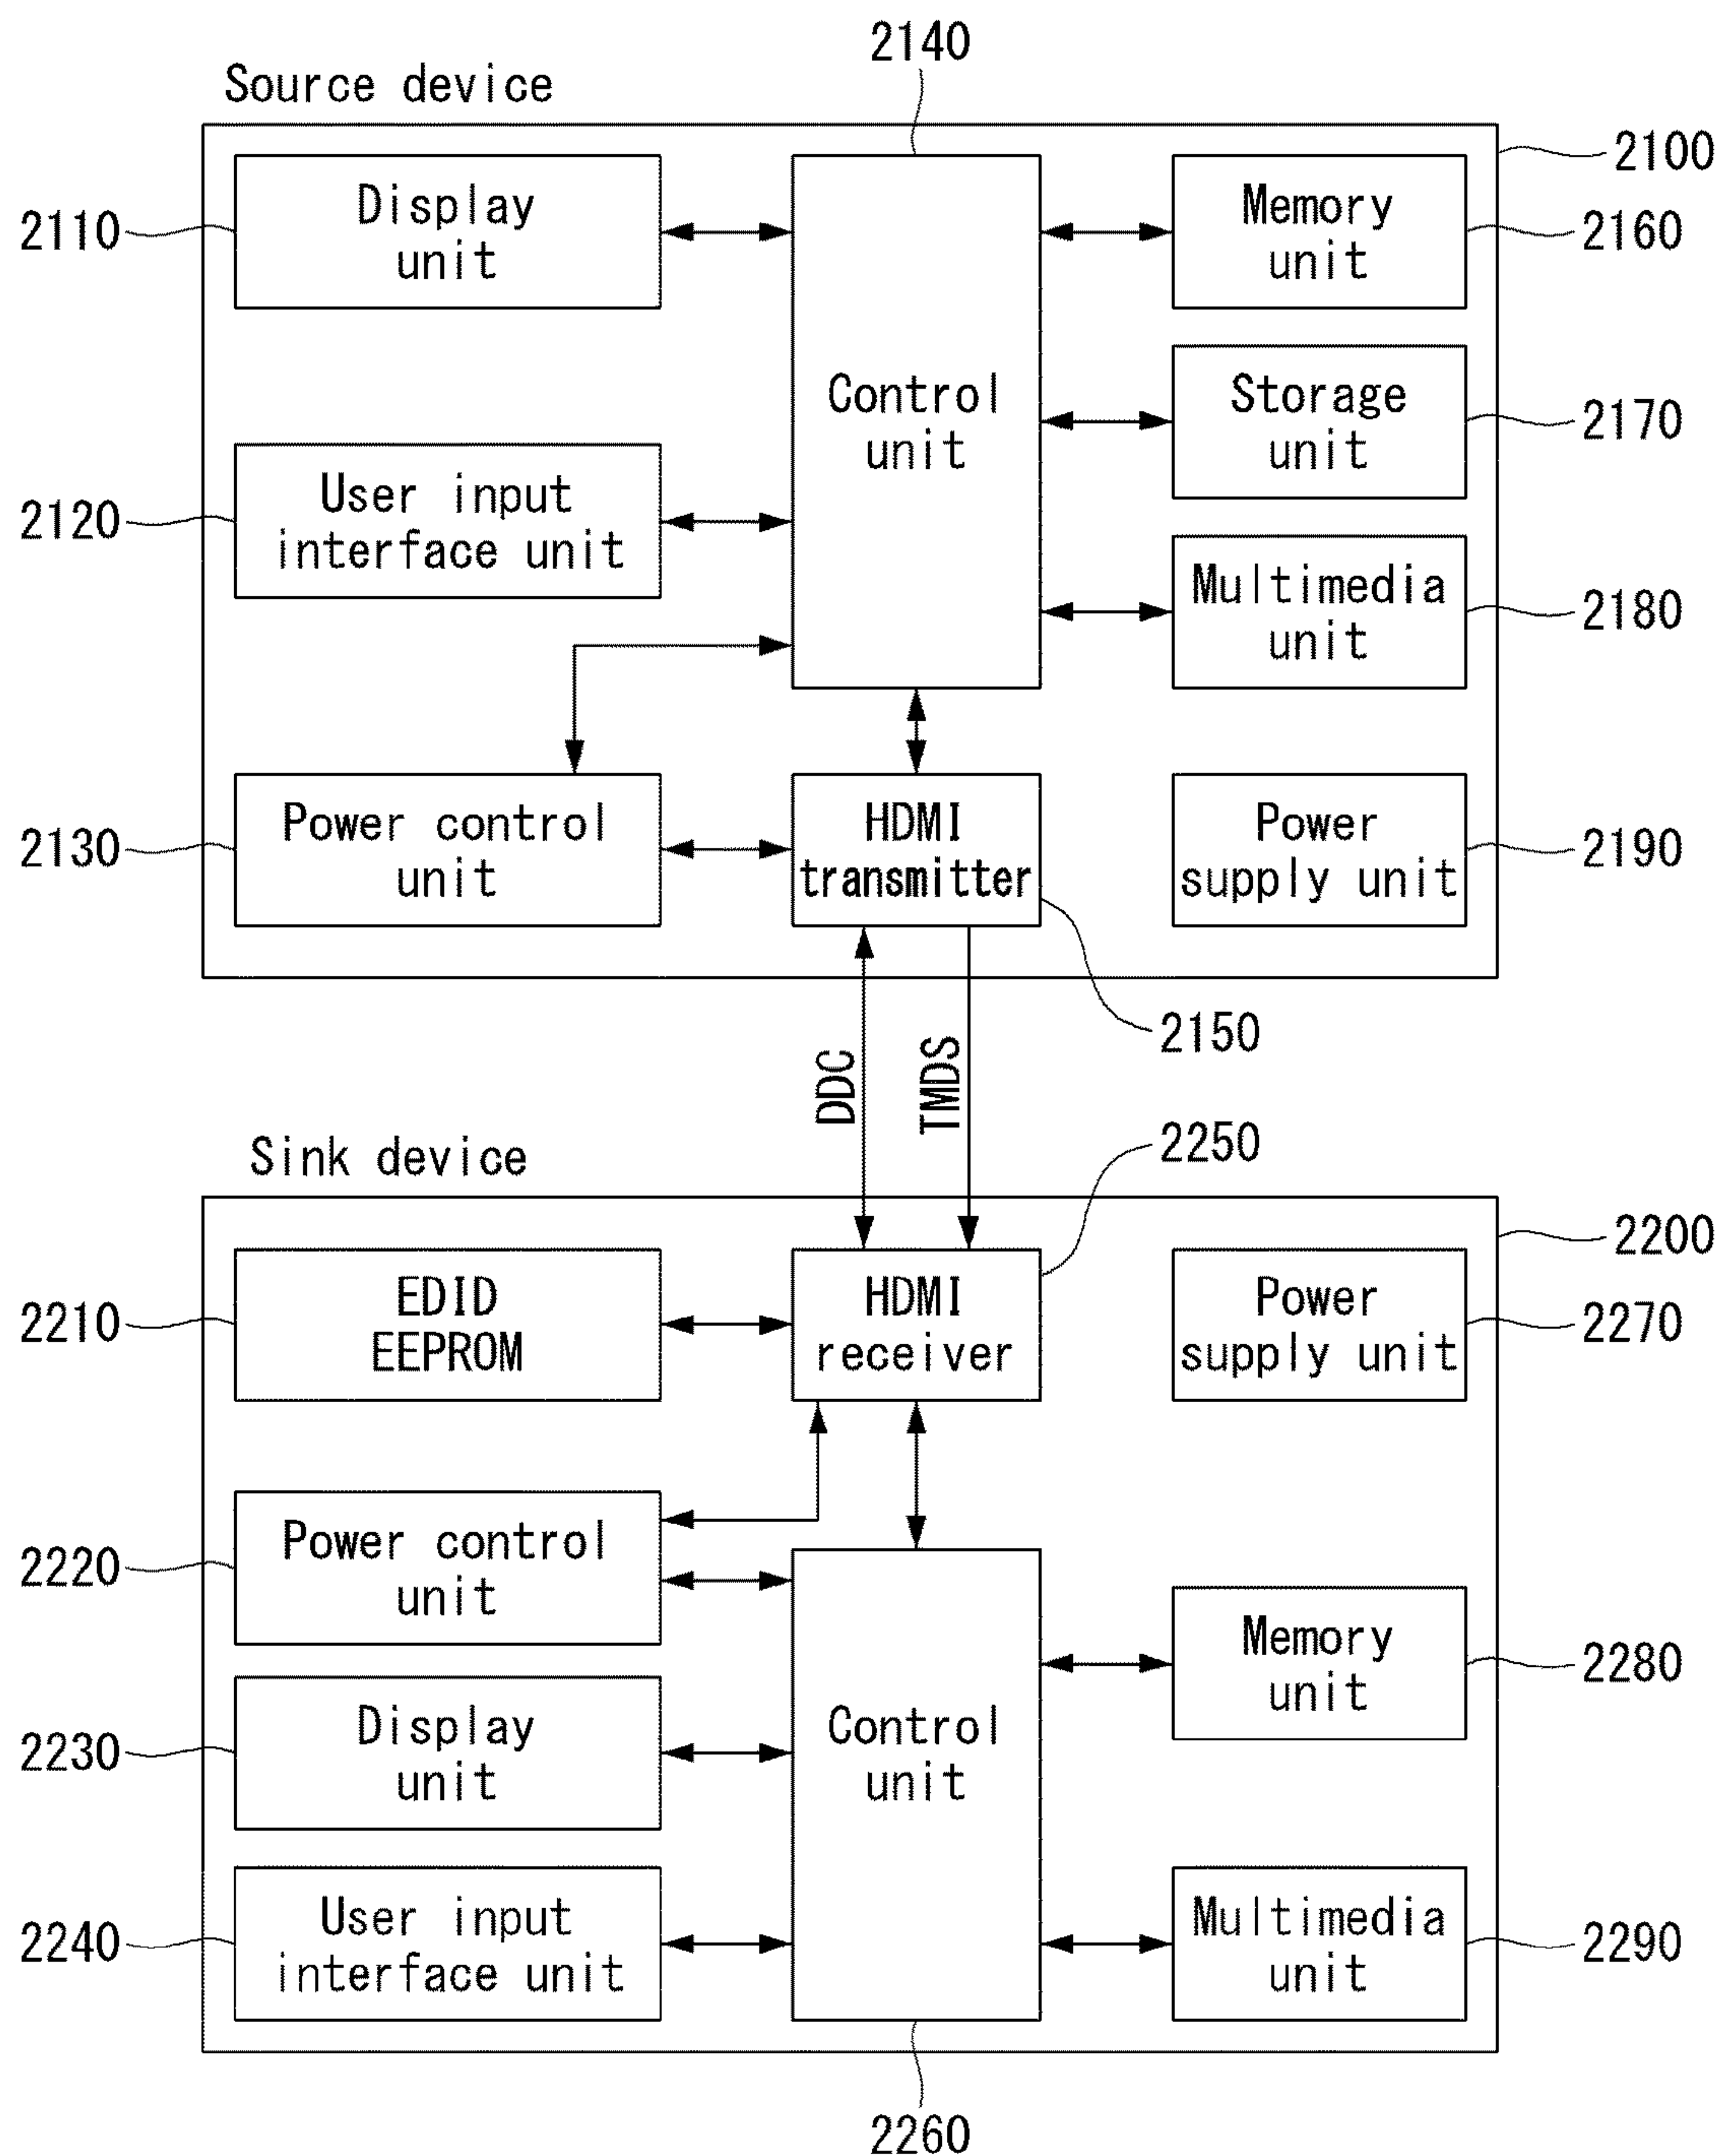 2140
Source device
2100
Display
unit
2110
Memory
unit
2160
Control
unit
Storage
unit
2170
User input
interface unit
2120
Multimedia
unit
2180
Power control
unit
2130
HDMI
transmitter
Power
supply unit
2190
2150
DDC
TMDS
Sink device
2250
2200
EDID
EEPROM
2210
HDMI
receiver
Power
supply unit
2270
Power control
unit
2220
Memory
unit
2280
Display
unit
2230
Control
unit
User input
interface unit
2240
Multimedia
unit
2290
2260